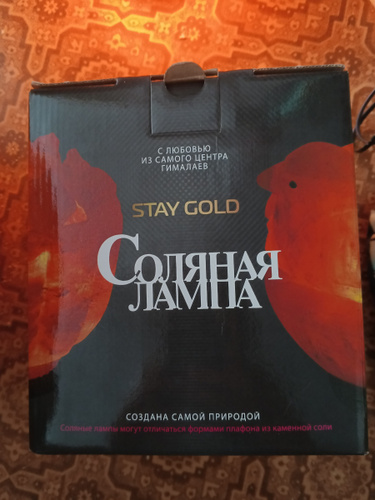 С ЛЮБОВЬЮ
ИЗ САМОГО ЦЕНТРА
ГИМАЛАЕВ
STAY GOLD
СОЛЯНАЯ
ЛАМПА
СОЗДАНА САМОЙ ПРИРОДОЙ
Соляные лампы могут отличаться формами плафона из каменной соли